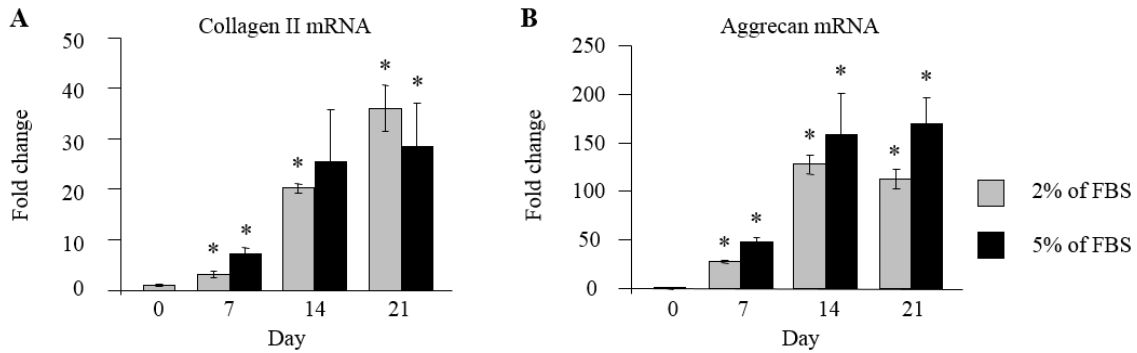 A
Collagen II mRNA
50
40
30
20
10
0
Fold change
* * * * *
0 7 14 21
Day
B
Aggrecan mRNA
250
200
150
100
50
0
Fold change
* * * * * *
0 7 14 21
Day
2% of FBS
5% of FBS